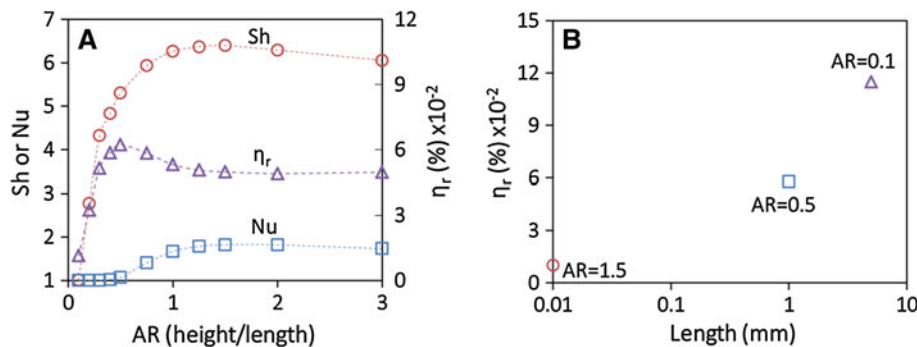 A
7
6
5
4
3
2
1
Sh or Nu
Sh
ηr
Nu
12
9
6
3
0
ηr (%) x10-2
0
1
2
3
AR (height/length)
B
15
12
9
6
3
0
ηr (%) x10-2
AR=0.1
AR=0.5
AR=1.5
0.01
0.1
1
10
Length (mm)